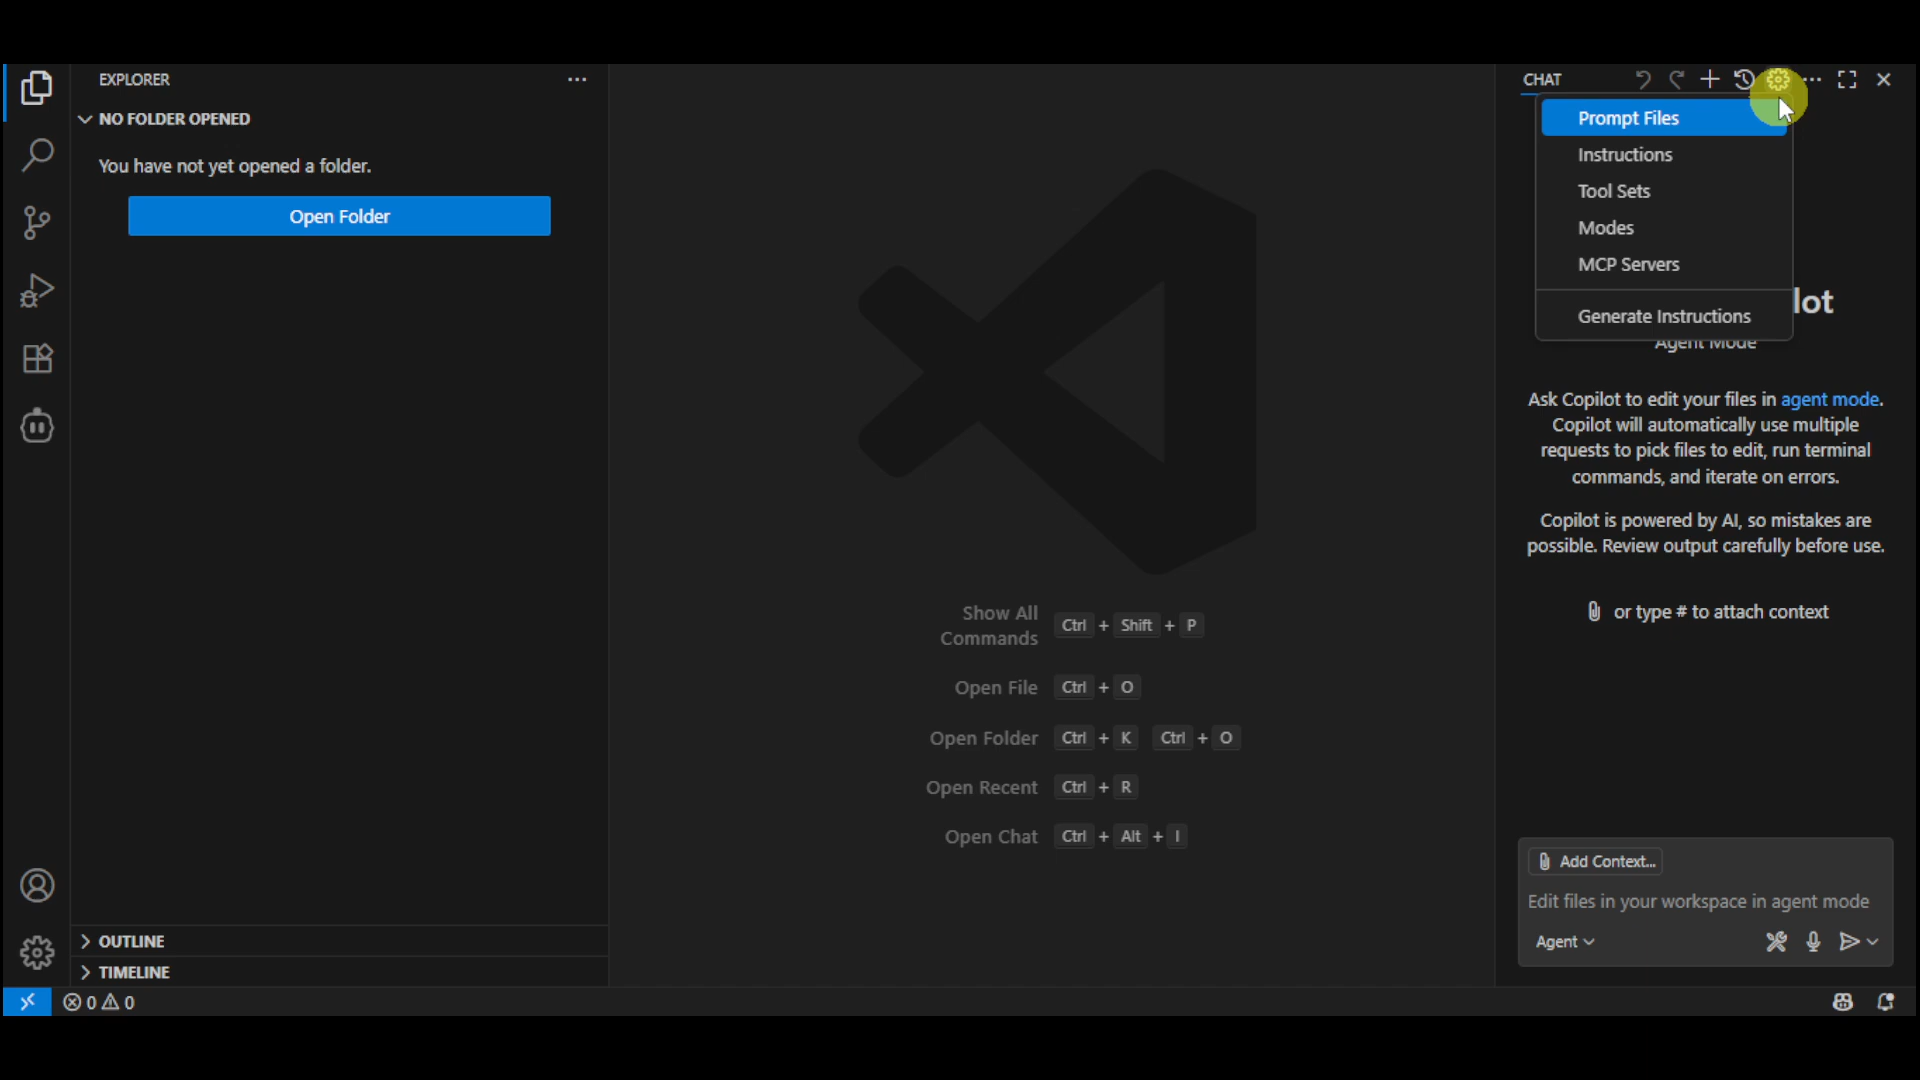 EXPLORER
NO FOLDER OPENED
You have not yet opened a folder.
Open Folder
OUTLINE
TIMELINE
0 0
Show All
Commands
Ctrl + Shift + P
Open File
Ctrl + O
Open Folder
Ctrl + K Ctrl + O
Open Recent
Ctrl + R
Open Chat
Ctrl + Alt + I
CHAT
Prompt Files
Instructions
Tool Sets
Modes
MCP Servers
Generate Instructions
lot
Agent Mode
Ask Copilot to edit your files in agent mode.
Copilot will automatically use multiple
requests to pick files to edit, run terminal
commands, and iterate on errors.
Copilot is powered by AI, so mistakes are
possible. Review output carefully before use.
or type # to attach context
Add Context...
Edit files in your workspace in agent mode
Agent